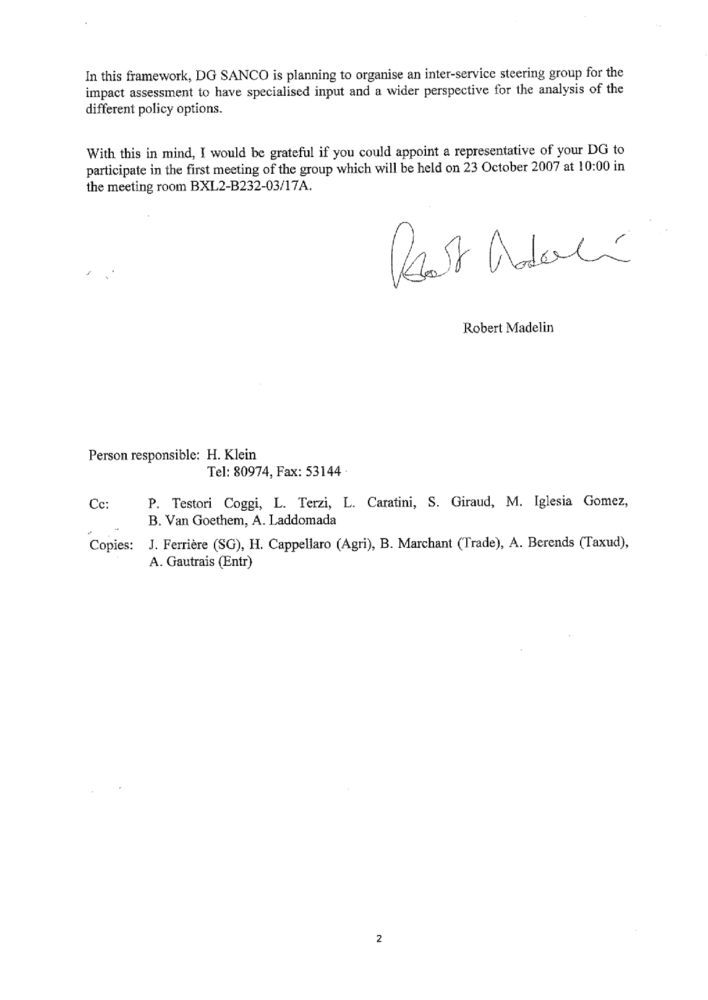 In this framework, DG SANCO is planning to organise an inter-service steering group for the
impact assessment to have specialised input and a wider perspective for the analysis of the
different policy options.
With this in mind, I would be grateful if you could appoint a representative of your DG to
participate in the first meeting of the group which will be held on 23 October 2007 at 10:00 in
the meeting room BXL2-B232-03/17A.
Robert Madelin
Robert Madelin
Person responsible: H. Klein
Tel: 80974, Fax: 53144
Cc: P. Testori Coggi, L. Terzi, L. Caratini, S. Giraud, M. Iglesia Gomez,
B. Van Goethem, A. Laddomada
Copies: J. Ferrière (SG), H. Cappellaro (Agri), B. Marchant (Trade), A. Berends (Taxud),
A. Gautrais (Entr)
2